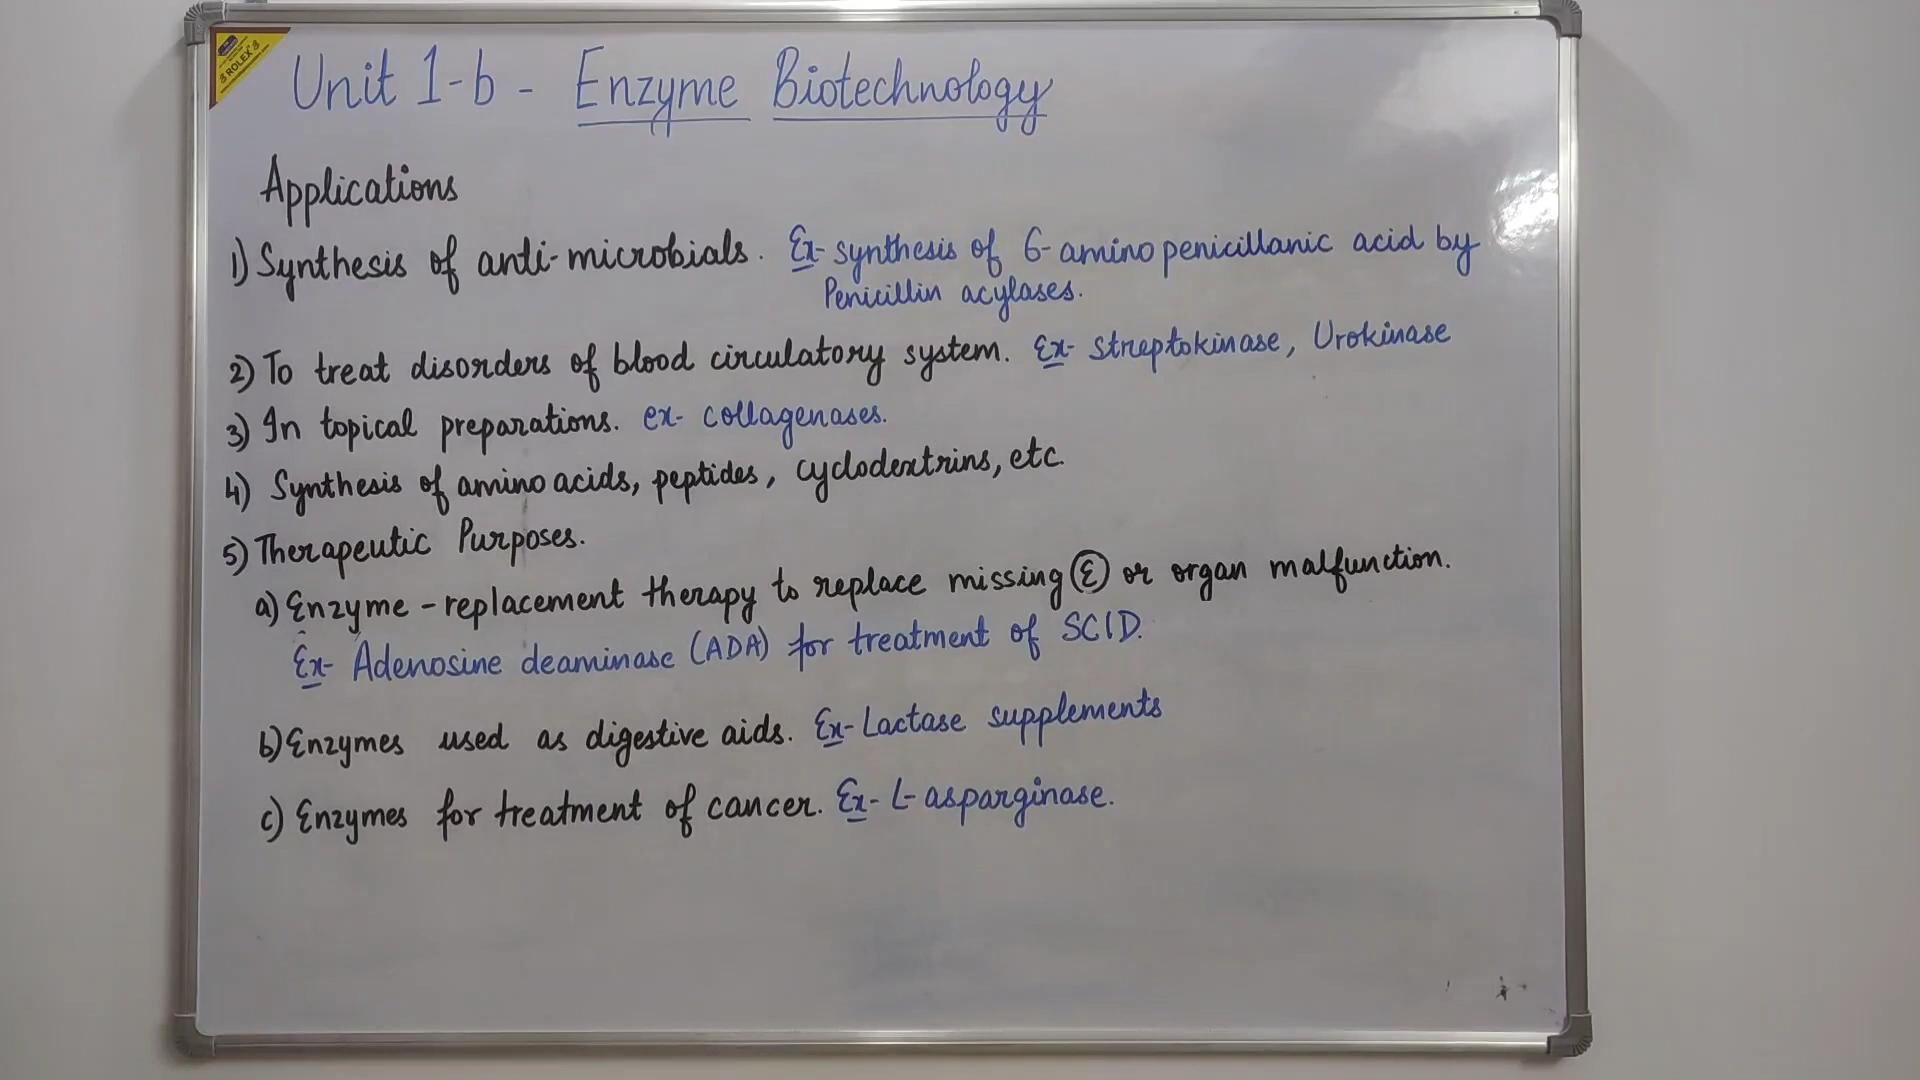 ROLEX
Unit 1-b - Enzyme Biotechnology
Applications
1) Synthesis of anti-microbials. Ex- synthesis of 6-amino penicillanic acid by
Penicillin acylases.
2) To treat disorders of blood circulatory system. Ex- streptokinase, Urokinase
3) In topical preparations. ex- collagenases.
4) Synthesis of amino acids, peptides, cyclodextrins, etc.
5) Therapeutic Purposes.
a) Enzyme - replacement therapy to replace missing Ⓔ or organ malfunction.
Ex- Adenosine deaminase (ADA) for treatment of SCID.
b) Enzymes used as digestive aids. Ex- Lactase supplements
c) Enzymes for treatment of cancer. Ex- L-asparginase.